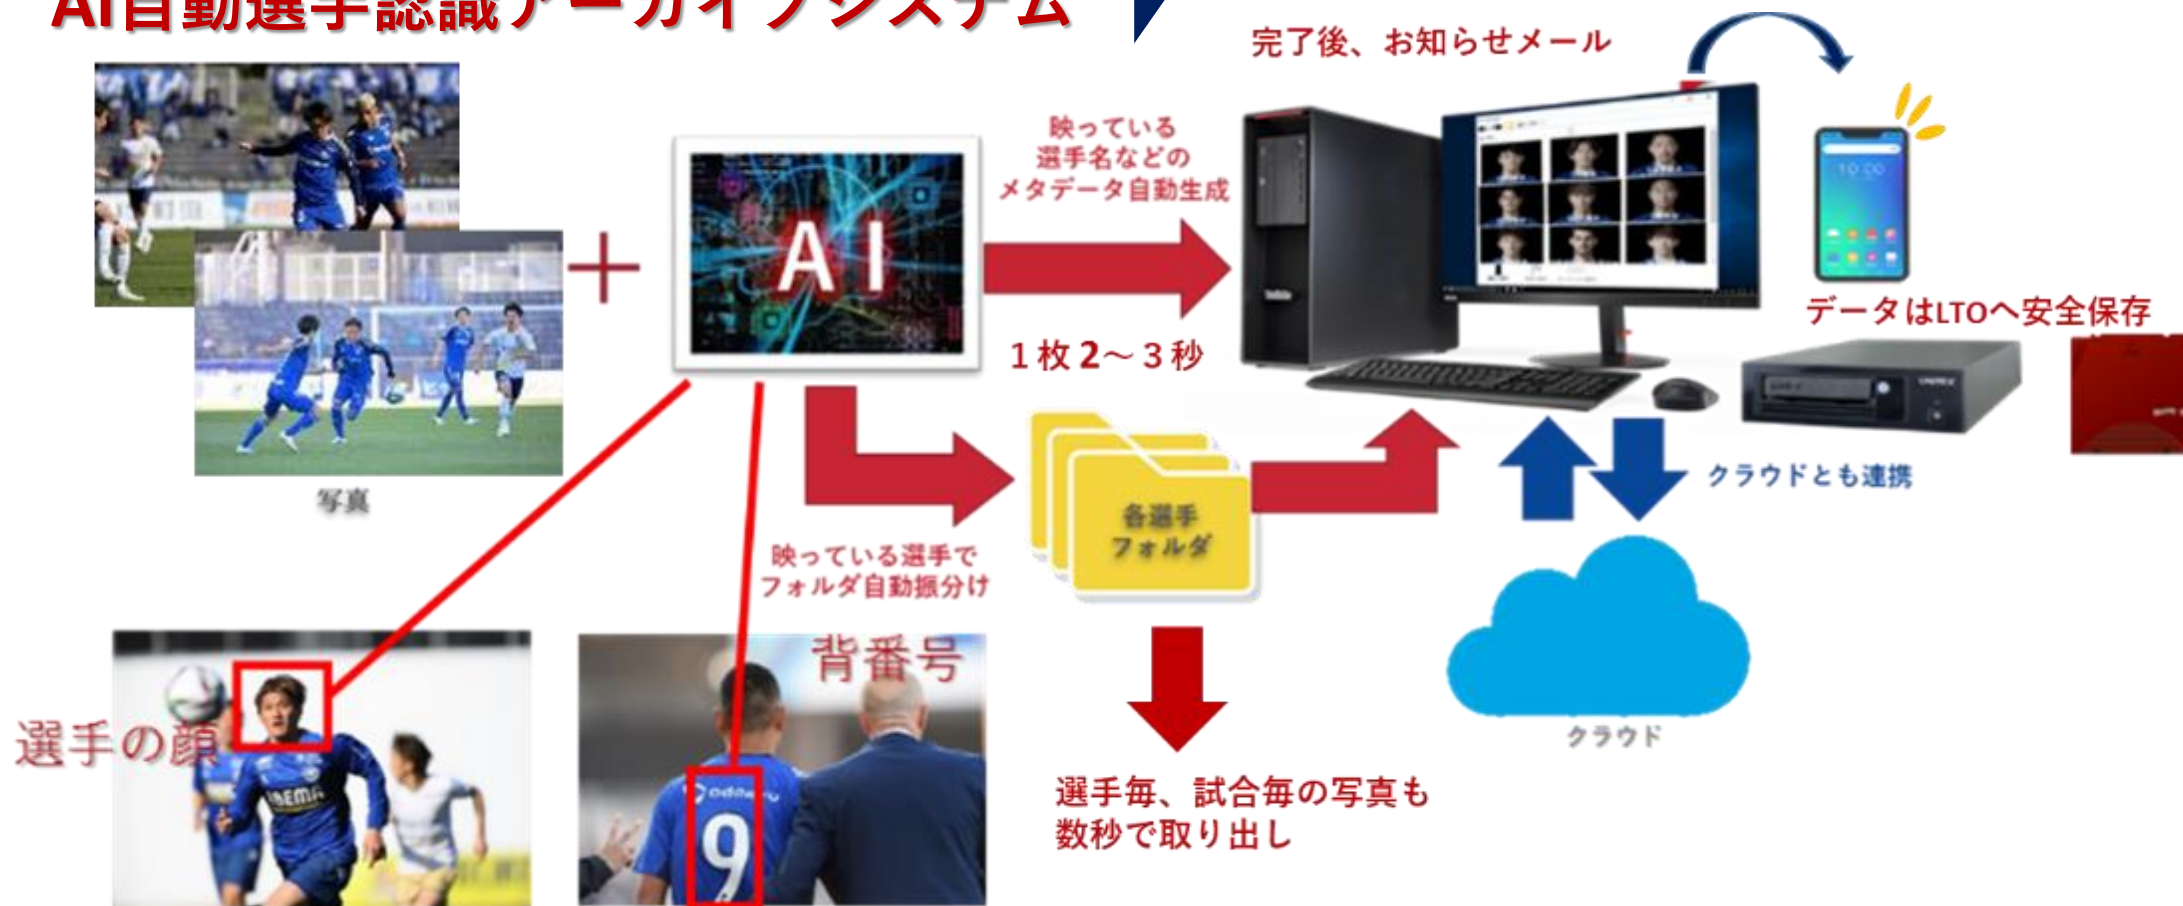 AI自動選手認識アーカイブシステム
完了後、お知らせメール
映っている
選手名などの
メタデータ自動生成
AI
10:00
データはLTOへ安全保存
1枚2～3秒
写真
クラウドとも連携
各選手
フォルダ
映っている選手で
フォルダ自動振分け
背番号
選手の顔
クラウド
9
選手毎、試合毎の写真も
数秒で取り出し